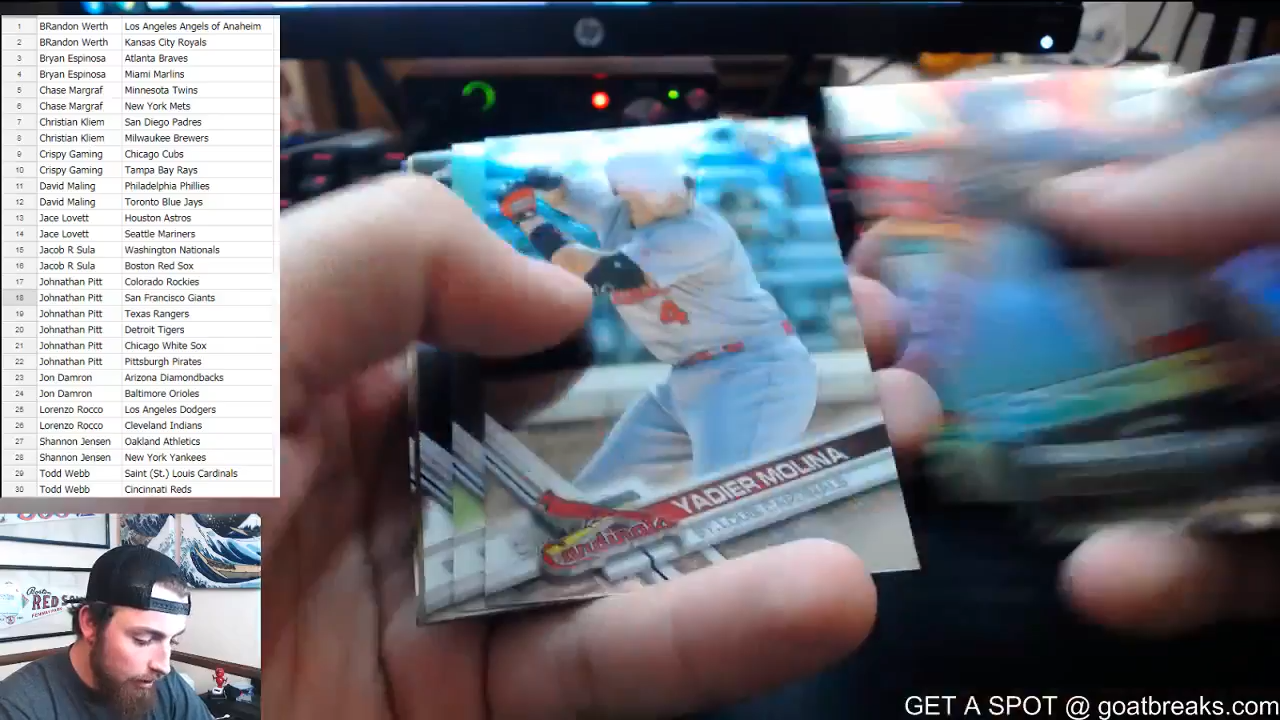 1 BRandon Werth Los Angeles Angels of Anaheim
2 BRandon Werth Kansas City Royals
3 Bryan Espinosa Atlanta Braves
4 Bryan Espinosa Miami Marlins
5 Chase Margraf Minnesota Twins
6 Chase Margraf New York Mets
7 Christian Kliem San Diego Padres
8 Christian Kliem Milwaukee Brewers
9 Crispy Gaming Chicago Cubs
10 Crispy Gaming Tampa Bay Rays
11 David Maling Philadelphia Phillies
12 David Maling Toronto Blue Jays
13 Jace Lovett Houston Astros
14 Jace Lovett Seattle Mariners
15 Jacob R Sula Washington Nationals
16 Jacob R Sula Boston Red Sox
17 Johnathan Pitt Colorado Rockies
18 Johnathan Pitt San Francisco Giants
19 Johnathan Pitt Texas Rangers
20 Johnathan Pitt Detroit Tigers
21 Johnathan Pitt Chicago White Sox
22 Johnathan Pitt Pittsburgh Pirates
23 Jon Damron Arizona Diamondbacks
24 Jon Damron Baltimore Orioles
25 Lorenzo Rocco Los Angeles Dodgers
26 Lorenzo Rocco Cleveland Indians
27 Shannon Jensen Oakland Athletics
28 Shannon Jensen New York Yankees
29 Todd Webb Saint (St.) Louis Cardinals
30 Todd Webb Cincinnati Reds
hp
4
YADIER MOLINA
Cardinals
Boston
RED SOX
GET A SPOT @ goatbreaks.com